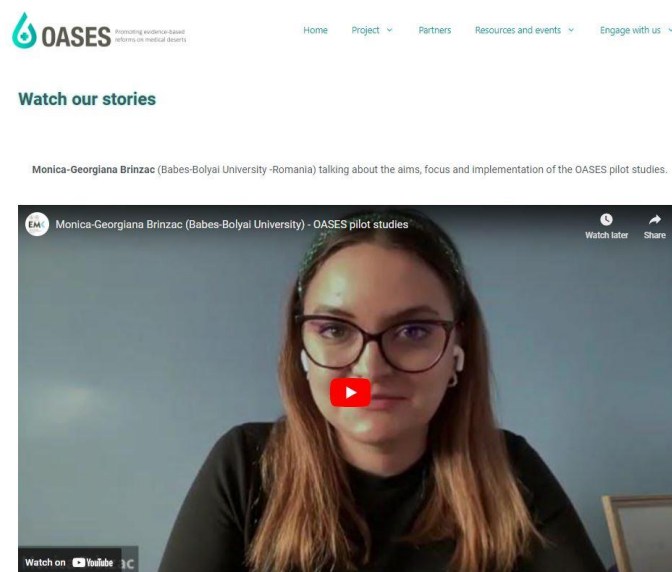 OASES Promoting evidence-based
reforms on medical deserts
Home Project Partners Resources and events Engage with us
Watch our stories
Monica-Georgiana Brinzac (Babes-Bolyai University -Romania) talking about the aims, focus and implementation of the OASES pilot studies.
EMK Monica-Georgiana Brinzac (Babes-Bolyai University) - OASES pilot studies
Watch later Share
Watch on YouTube ac